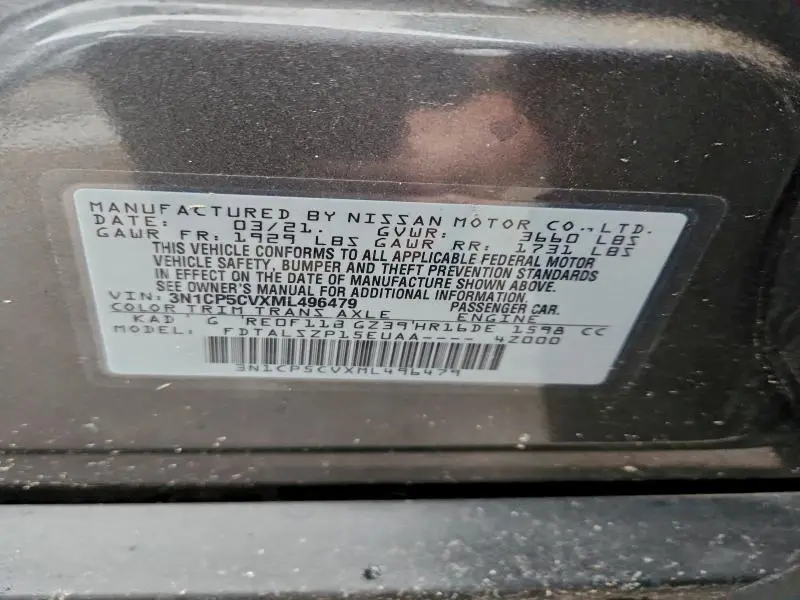 MANUFACTURED BY NISSAN MOTOR CO., LTD.
DATE: 03/21. GVWR: 3660 LBS
GAWR FR: 1929 LBS GAWR RR: 1731 LBS
THIS VEHICLE CONFORMS TO ALL APPLICABLE FEDERAL MOTOR
VEHICLE SAFETY, BUMPER AND THEFT PREVENTION STANDARDS
IN EFFECT ON THE DATE OF MANUFACTURE SHOWN ABOVE.
SEE OWNER'S MANUAL FOR ADDITIONAL INFORMATION.
VIN: 3N1CP5CVXML496479 PASSENGER CAR.
COLOR TRIM TRANS AXLE ENGINE
KAD G RE0F11B GZ39 HR16DE 1598 CC
MODEL: FDTALSZP15EUAA---- 4Z000
3N1CP5CVXML496479